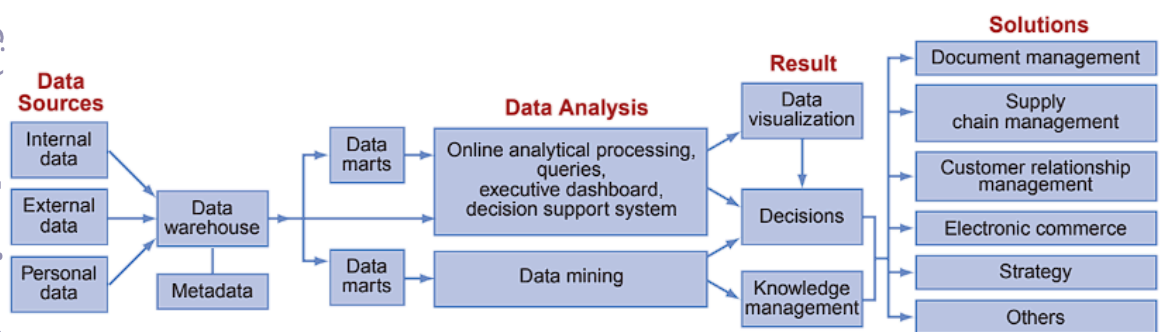 Data
Sources
Internal
data
External
data
Personal
data
Data
warehouse
Metadata
Data
marts
Data
marts
Data Analysis
Online analytical processing,
queries,
executive dashboard,
decision support system
Data mining
Result
Data
visualization
Decisions
Knowledge
management
Solutions
Document management
Supply
chain management
Customer relationship
management
Electronic commerce
Strategy
Others